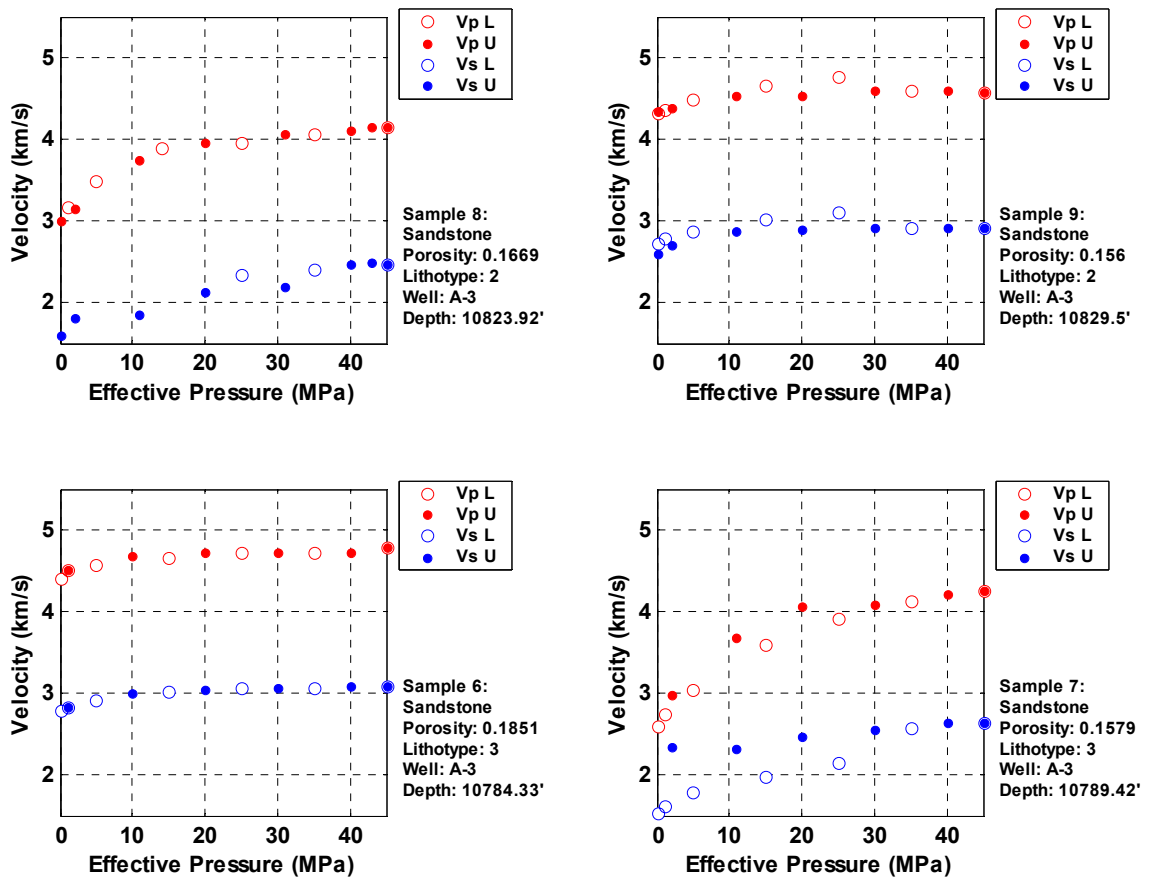 Vp L
Vp U
Vs L
Vs U
5
4
3
2
Velocity (km/s)
Sample 8:
Sandstone
Porosity: 0.1669
Lithotype: 2
Well: A-3
Depth: 10823.92'
0 10 20 30 40
Effective Pressure (MPa)
Vp L
Vp U
Vs L
Vs U
5
4
3
2
Velocity (km/s)
Sample 9:
Sandstone
Porosity: 0.156
Lithotype: 2
Well: A-3
Depth: 10829.5'
0 10 20 30 40
Effective Pressure (MPa)
Vp L
Vp U
Vs L
Vs U
5
4
3
2
Velocity (km/s)
Sample 6:
Sandstone
Porosity: 0.1851
Lithotype: 3
Well: A-3
Depth: 10784.33'
0 10 20 30 40
Effective Pressure (MPa)
Vp L
Vp U
Vs L
Vs U
5
4
3
2
Velocity (km/s)
Sample 7:
Sandstone
Porosity: 0.1579
Lithotype: 3
Well: A-3
Depth: 10789.42'
0 10 20 30 40
Effective Pressure (MPa)